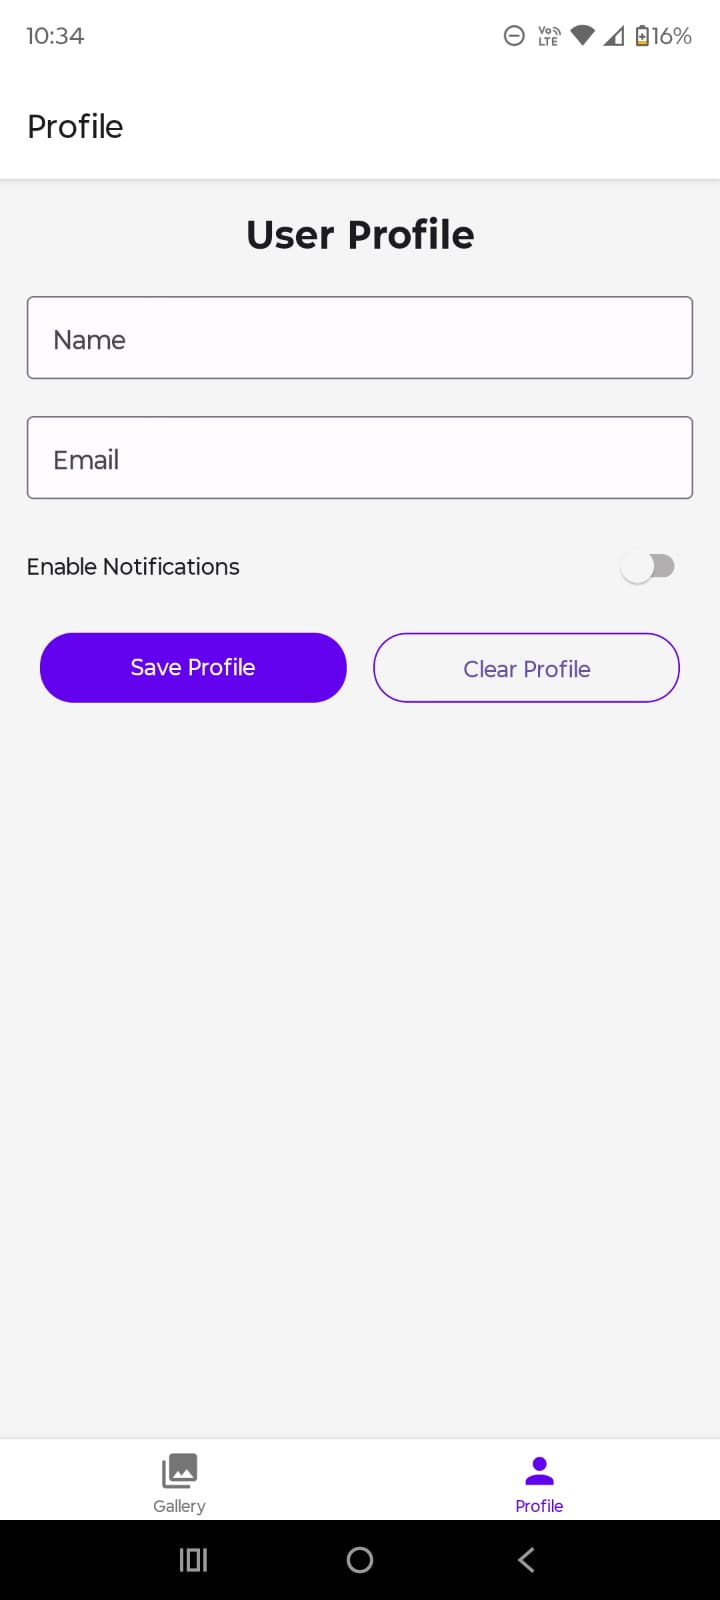 10:34 Vo LTE 16%
Profile
User Profile
Name
Email
Enable Notifications
Save Profile Clear Profile
Gallery Profile